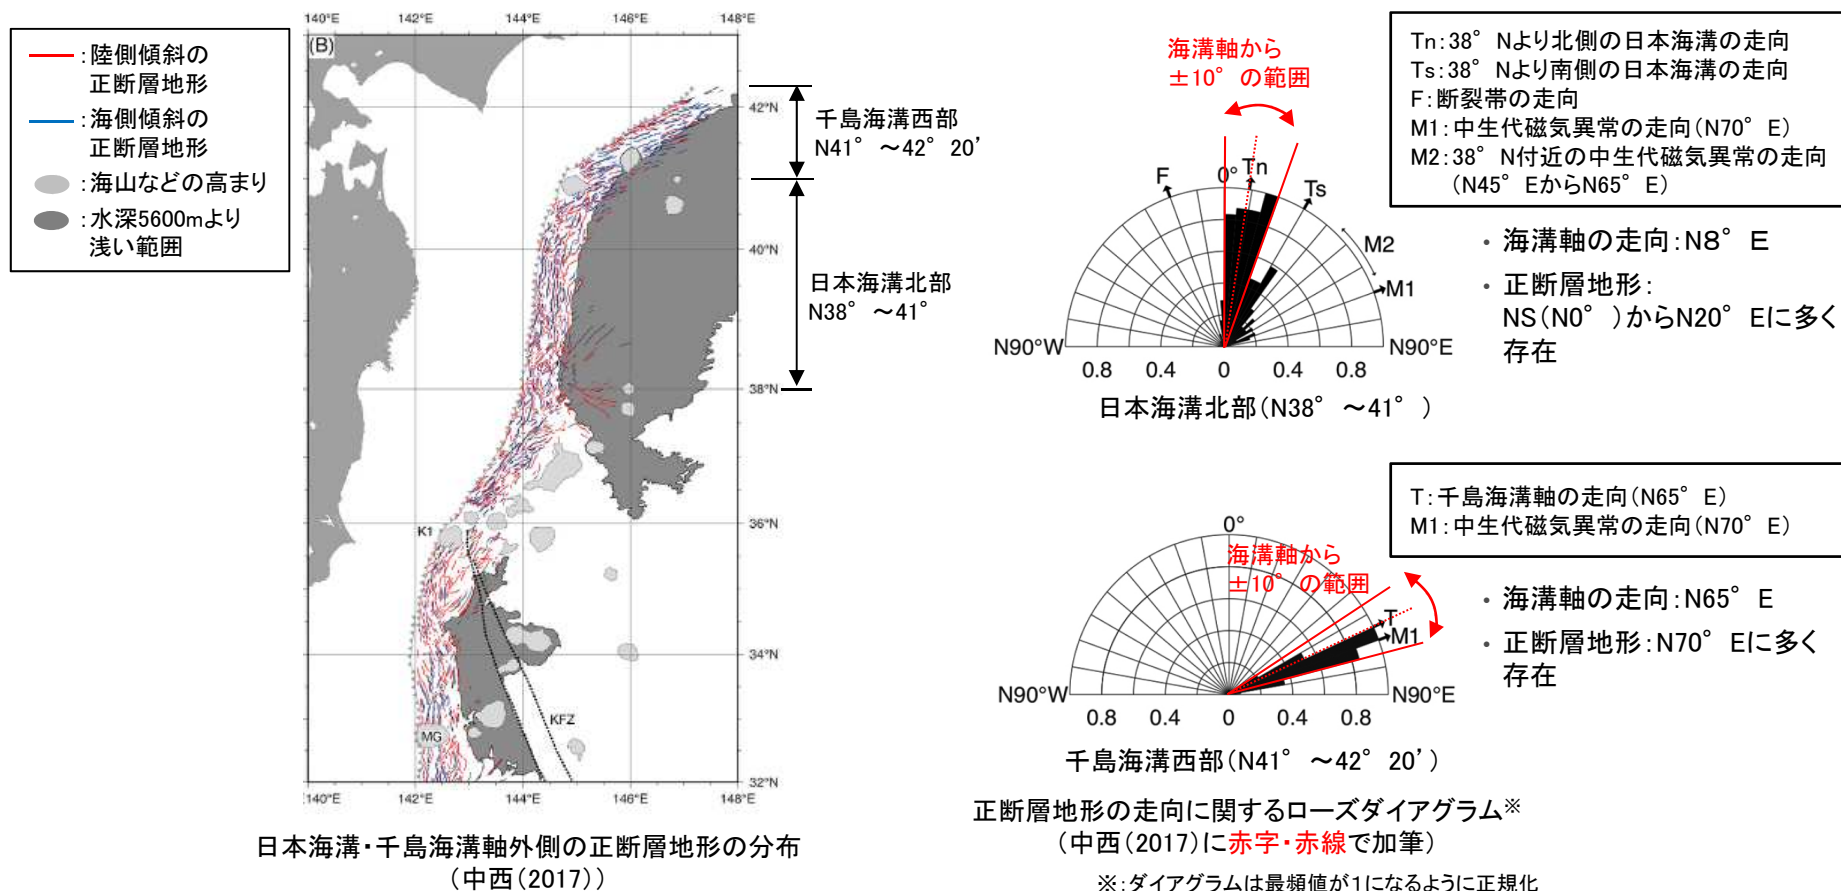 :陸側傾斜の
正断層地形
:海側傾斜の
正断層地形
:海山などの高まり
:水深5600mより
浅い範囲
140°E 142°E 144°E 146°E 148°E
(B)
42°N
40°N
38°N
36°N
34°N
32°N
K1
MG
KFZ
140°E 142°E 144°E 146°E 148°E
千島海溝西部
N41° ～42° 20’
日本海溝北部
N38° ～41°
日本海溝・千島海溝軸外側の正断層地形の分布
(中西(2017))
海溝軸から
±10° の範囲
F 0° Tn Ts
M2
M1
N90°W N90°E
0.8 0.4 0 0.4 0.8
日本海溝北部(N38° ～41° )
Tn:38° Nより北側の日本海溝の走向
Ts:38° Nより南側の日本海溝の走向
F:断裂帯の走向
M1:中生代磁気異常の走向(N70° E)
M2:38° N付近の中生代磁気異常の走向
(N45° EからN65° E)
・ 海溝軸の走向:N8° E
・ 正断層地形:
NS(N0° )からN20° Eに多く
存在
0°
海溝軸から
±10° の範囲
T
M1
N90°W N90°E
0.8 0.4 0 0.4 0.8
千島海溝西部(N41° ～42° 20’)
T:千島海溝軸の走向(N65° E)
M1:中生代磁気異常の走向(N70° E)
・ 海溝軸の走向:N65° E
・ 正断層地形:N70° Eに多く
存在
正断層地形の走向に関するローズダイアグラム※
(中西(2017)に赤字・赤線で加筆)
※:ダイアグラムは最頻値が1になるように正規化